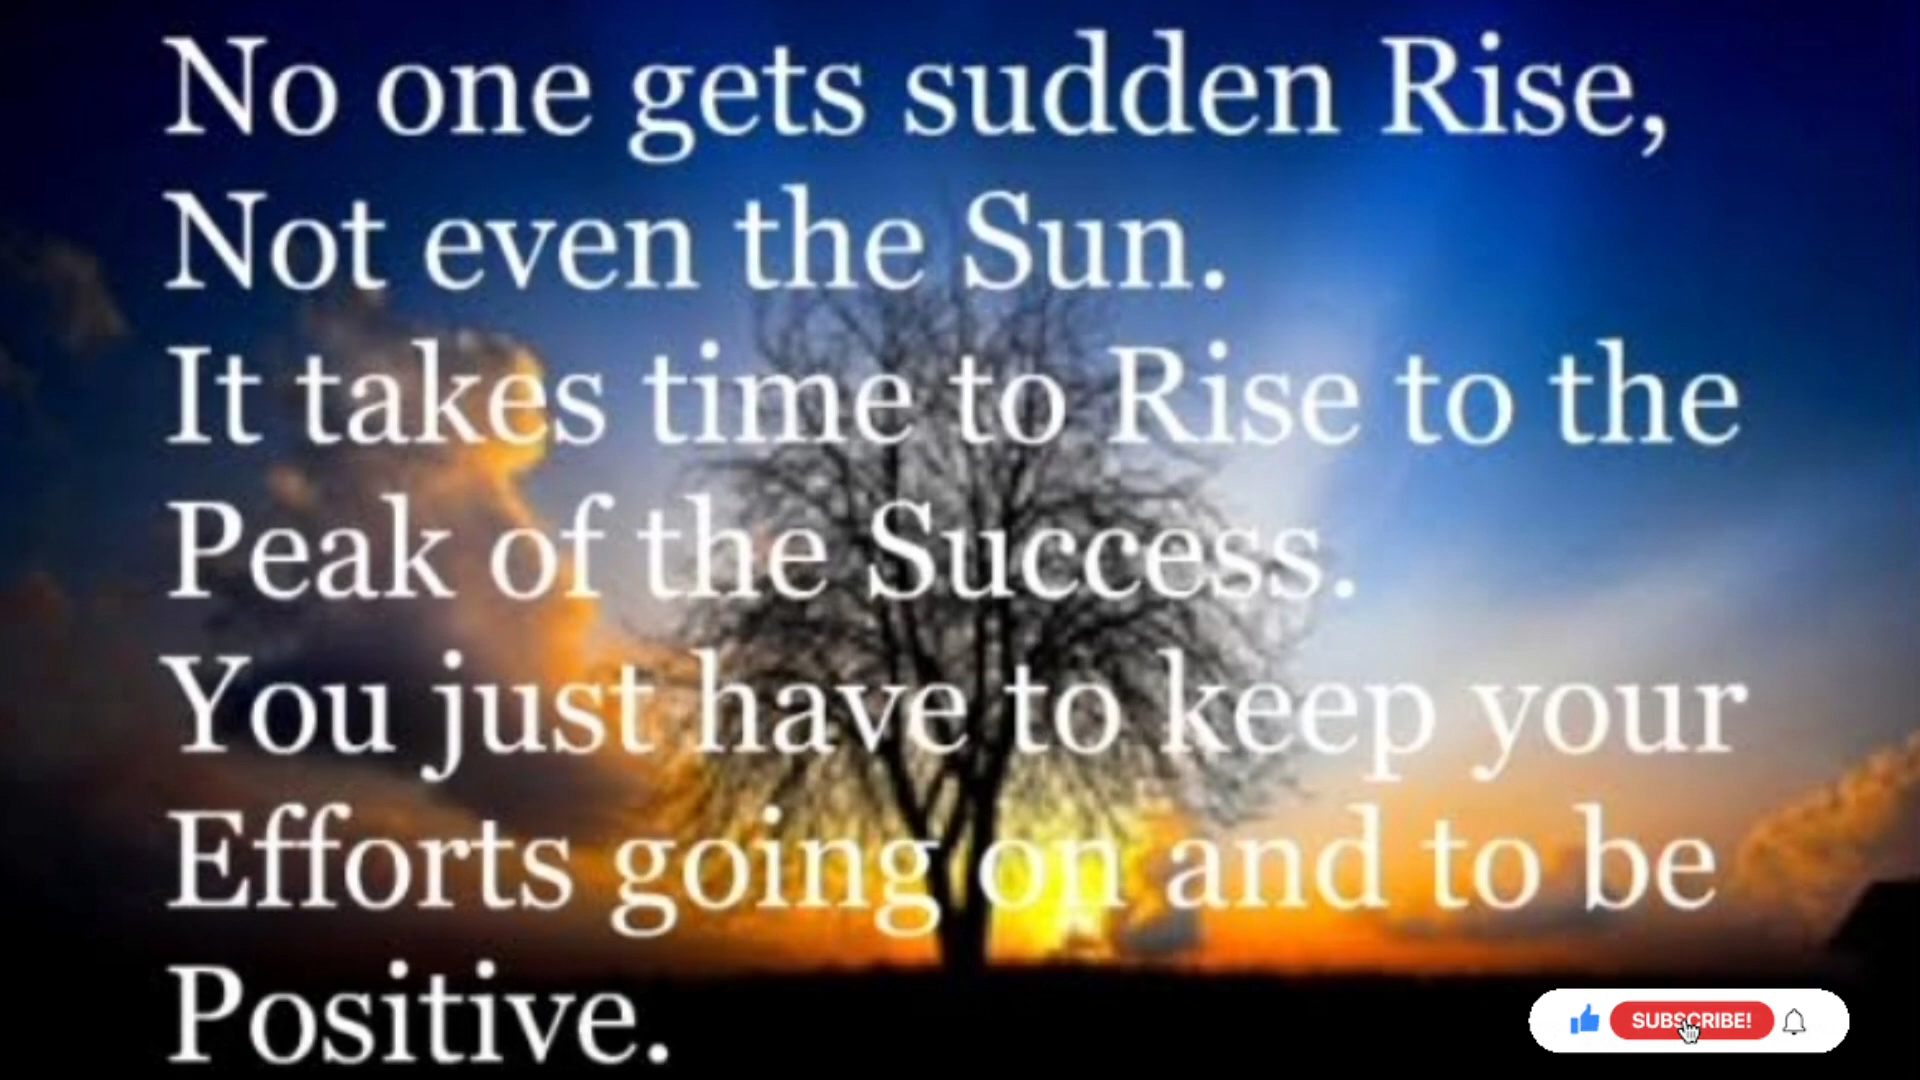 No one gets sudden Rise,
Not even the Sun.
It takes time to Rise to the
Peak of the Success.
You just have to keep your
Efforts going on and to be
Positive.
SUBSCRIBE!